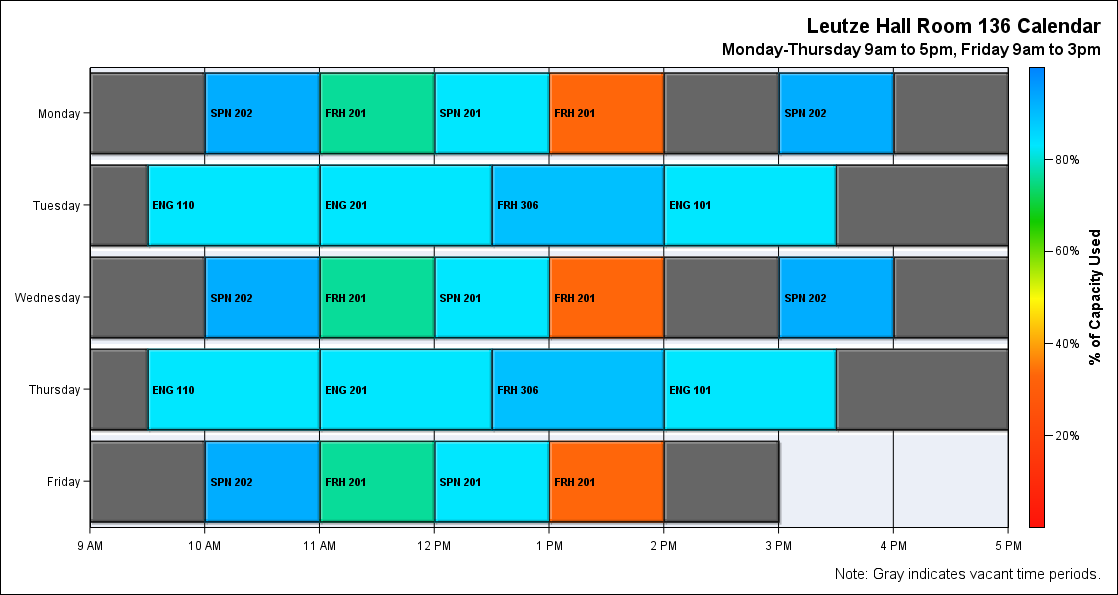 Leutze Hall Room 136 Calendar
Monday-Thursday 9am to 5pm, Friday 9am to 3pm
Monday
SPN 202
FRH 201
SPN 201
FRH 201
SPN 202
Tuesday
ENG 110
ENG 201
FRH 306
ENG 101
Wednesday
SPN 202
FRH 201
SPN 201
FRH 201
SPN 202
Thursday
ENG 110
ENG 201
FRH 306
ENG 101
Friday
SPN 202
FRH 201
SPN 201
FRH 201
9 AM
10 AM
11 AM
12 PM
1 PM
2 PM
3 PM
4 PM
5 PM
80%
60%
40%
20%
% of Capacity Used
Note: Gray indicates vacant time periods.